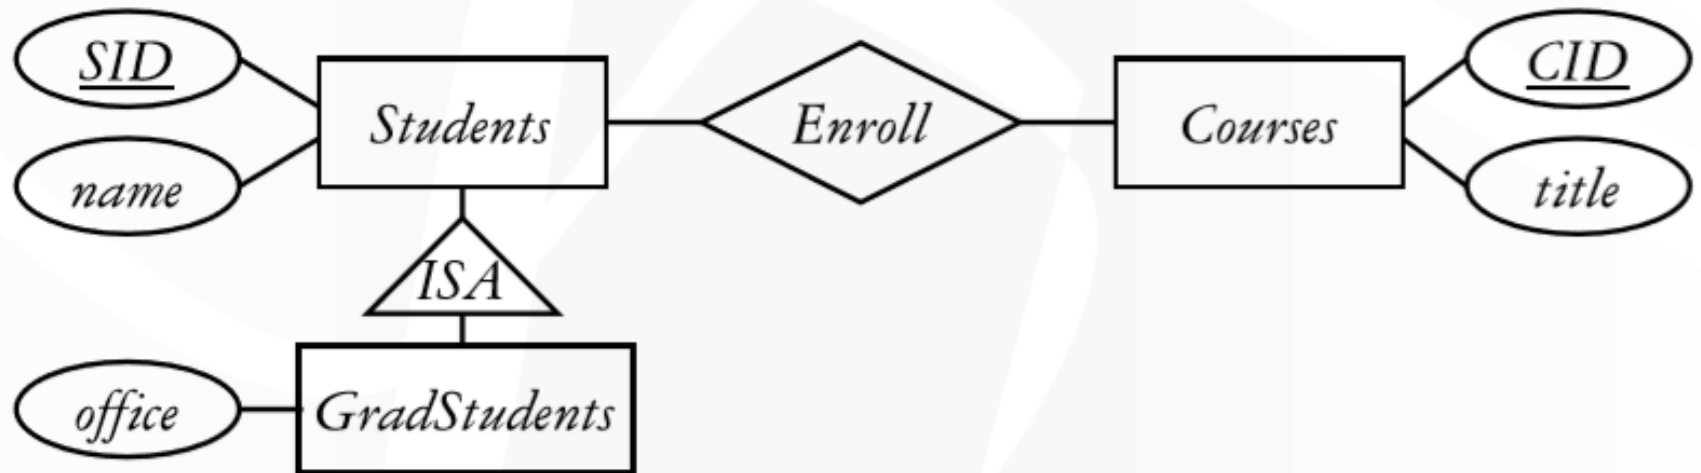 SID
name
Students
Enroll
Courses
CID
title
ISA
office
GradStudents